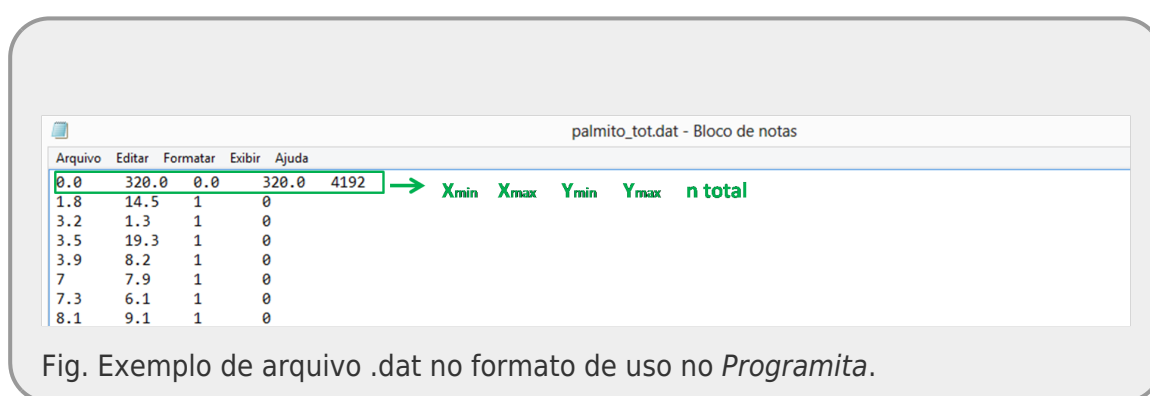 palmito_tot.dat - Bloco de notas
Arquivo Editar Formatar Exibir Ajuda
0.0 320.0 0.0 320.0 4192 → Xmin Xmax Ymin Ymax n total
1.8 14.5 1 0
3.2 1.3 1 0
3.5 19.3 1 0
3.9 8.2 1 0
7 7.9 1 0
7.3 6.1 1 0
8.1 9.1 1 0
Fig. Exemplo de arquivo .dat no formato de uso no Programita.